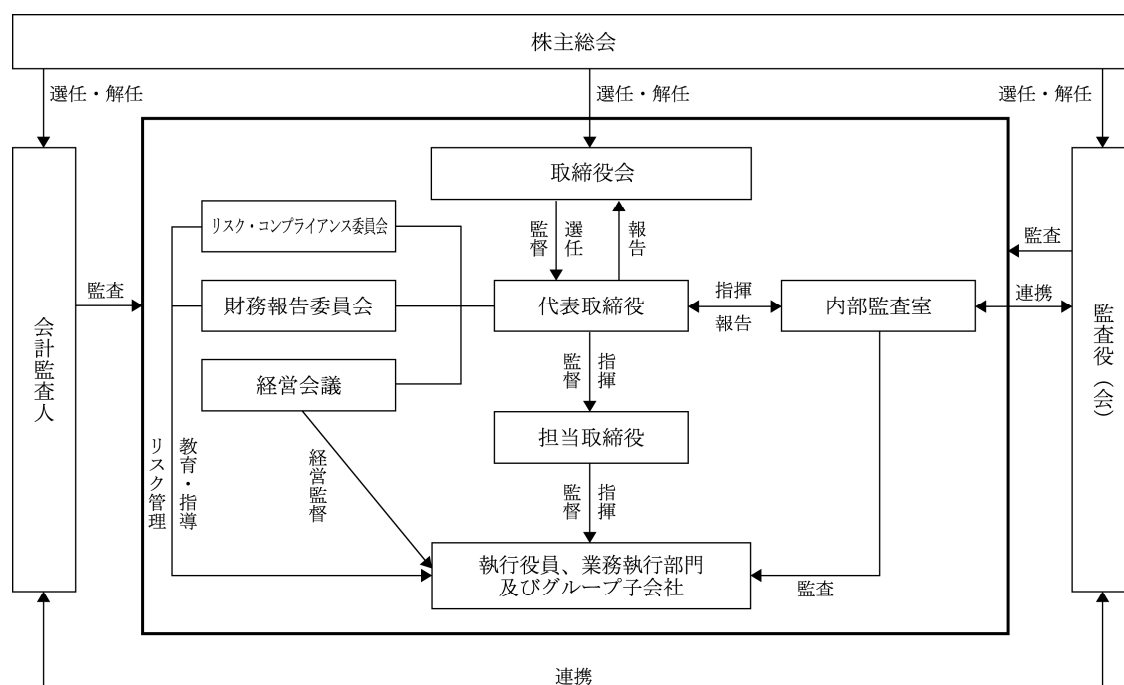 株主総会
選任・解任
選任・解任
選任・解任
取締役会
リスク・コンプライアンス委員会
監督
選任
報告
監査
監査
財務報告委員会
代表取締役
指揮
報告
内部監査室
連携
会計監査人
監査役（会）
経営会議
監督
指揮
担当取締役
リスク管理
教育・指導
経営監督
監督
指揮
執行役員、業務執行部門
及びグループ子会社
監査
連携